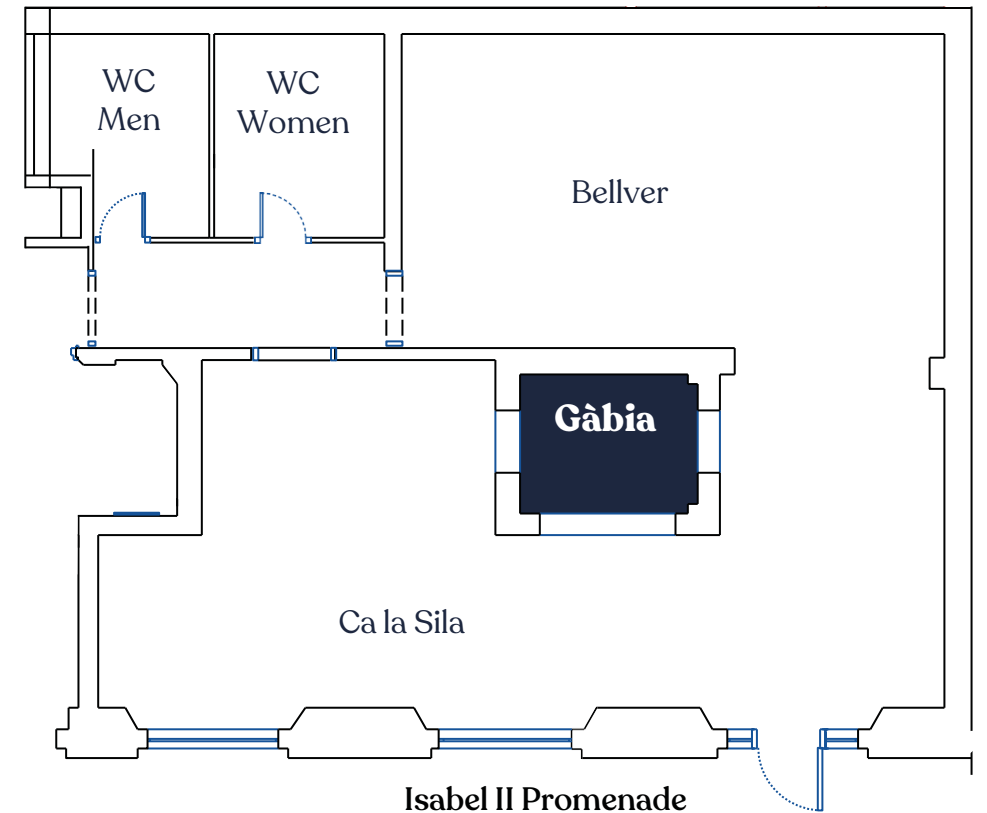 WC
Men
WC
Women
Bellver
Gàbia
Ca la Sila
Isabel II Promenade